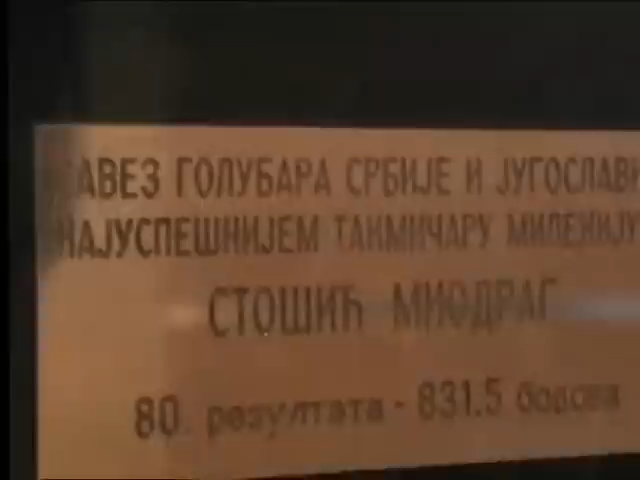 АВЕЗ ГОЛУБАРА СРБИЈЕ И ЈУГОСЛАВИ
НАЈУСПЕШНИЈЕМ ТАКМИЧАРУ МИЛЕНИЈУ
СТОШИЋ МИОДРАГ
80. резултата - 831.5 бодова